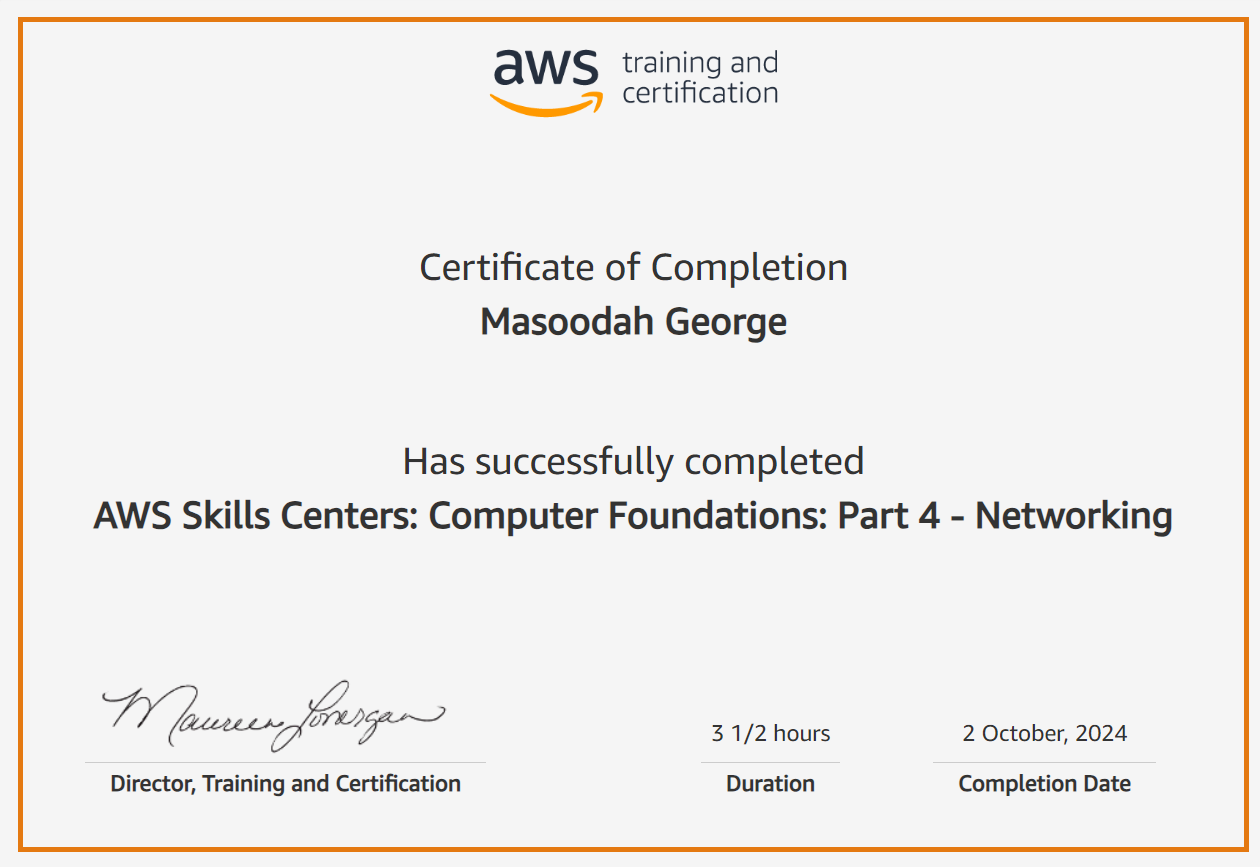 aws training and
certification
Certificate of Completion
Masoodah George
Has successfully completed
AWS Skills Centers: Computer Foundations: Part 4 - Networking
Maureen Lonergan
3 1/2 hours
2 October, 2024
Director, Training and Certification
Duration
Completion Date